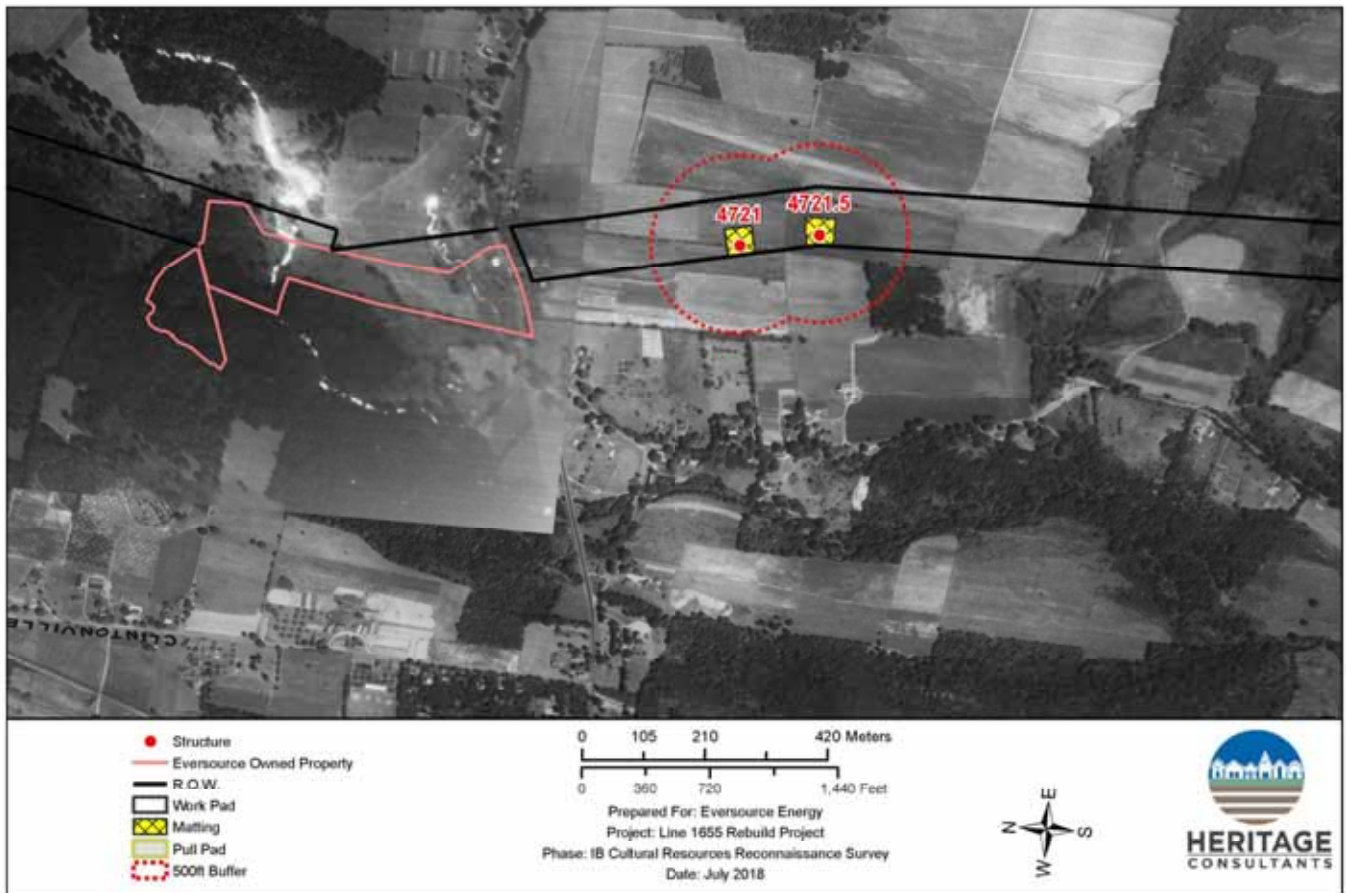 4721
4721.5
CLINTONVILLE
Structure
Eversource Owned Property
R.O.W.
Work Pad
Matting
Pull Pad
500ft Buffer
0 105 210 420 Meters
0 360 720 1,440 Feet
Prepared For: Eversource Energy
Project: Line 1655 Rebuild Project
Phase: IB Cultural Resources Reconnaissance Survey
Date: July 2018
N
E
S
W
HERITAGE
CONSULTANTS